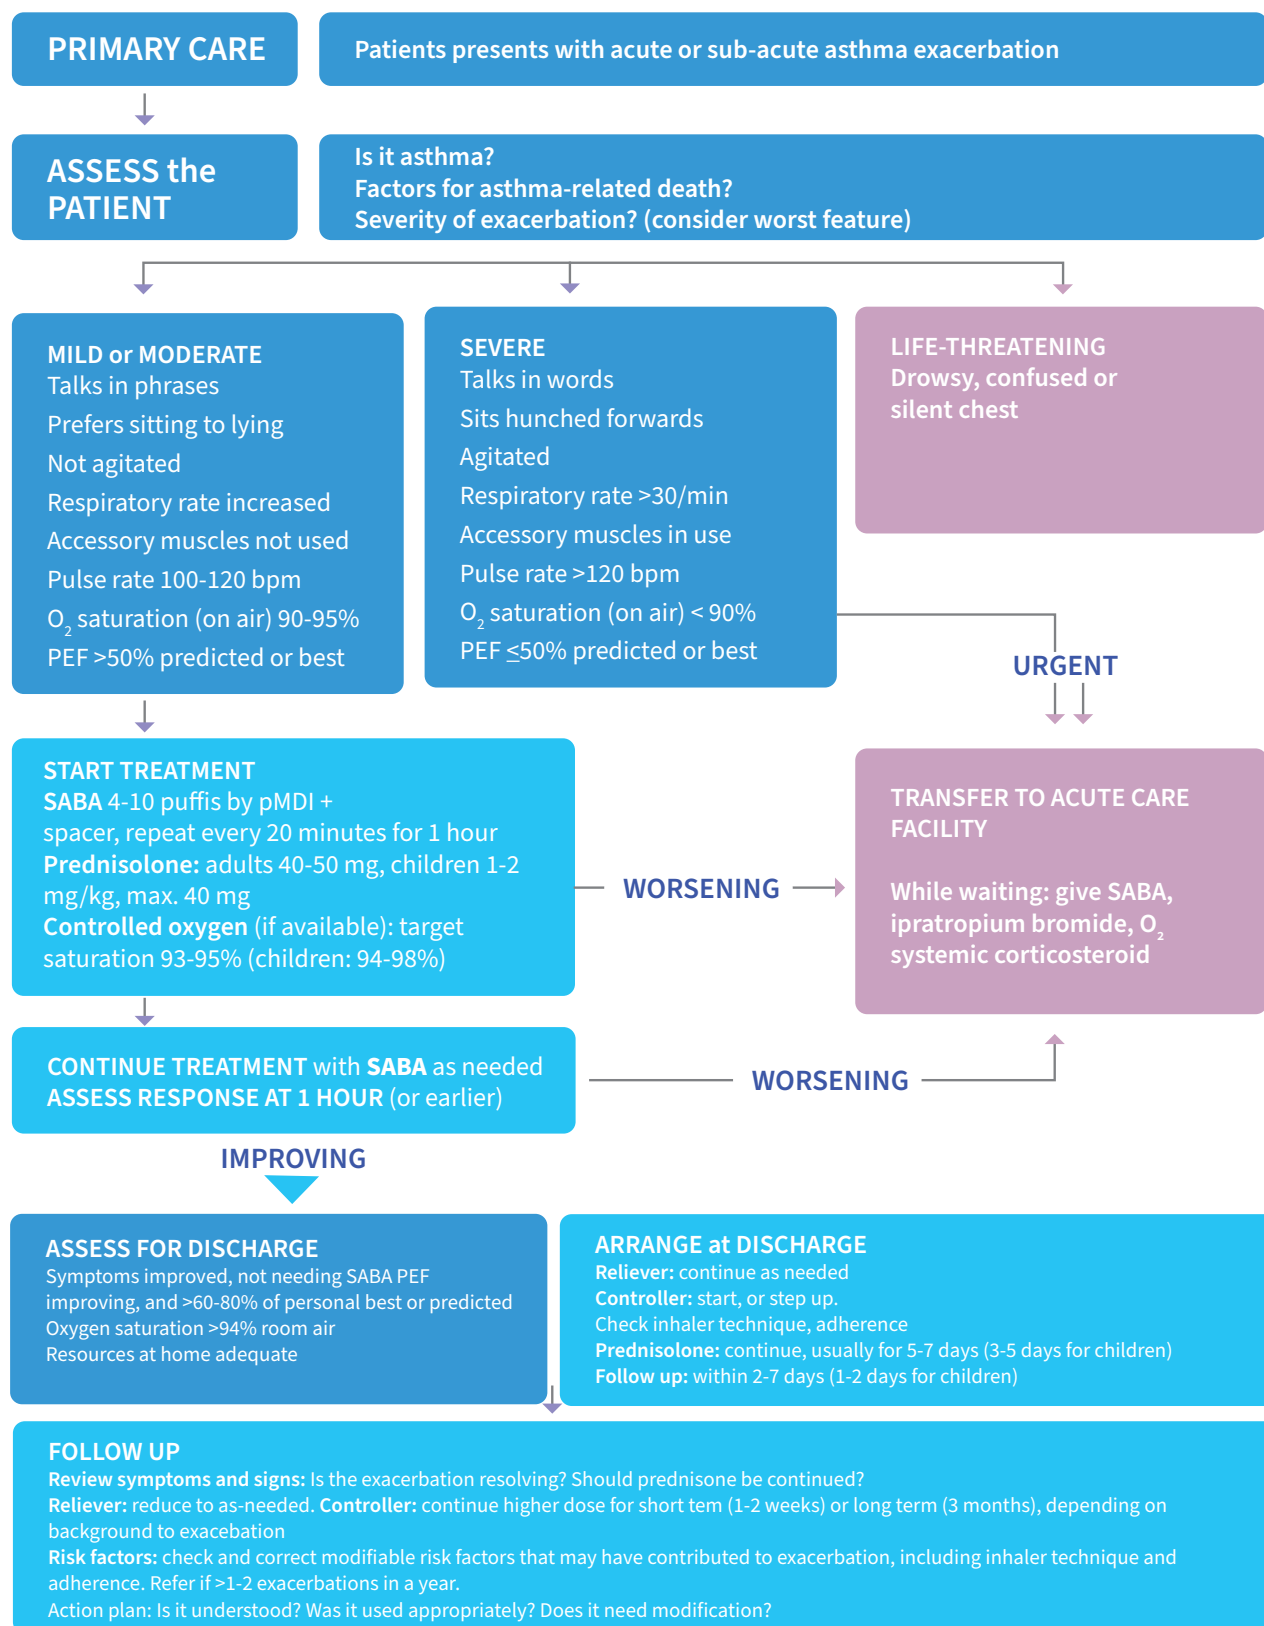 PRIMARY CARE
Patients presents with acute or sub-acute asthma exacerbation
ASSESS the
PATIENT
Is it asthma?
Factors for asthma-related death?
Severity of exacerbation? (consider worst feature)
MILD or MODERATE
Talks in phrases
Prefers sitting to lying
Not agitated
Respiratory rate increased
Accessory muscles not used
Pulse rate 100-120 bpm
O₂ saturation (on air) 90-95%
PEF >50% predicted or best
SEVERE
Talks in words
Sits hunched forwards
Agitated
Respiratory rate >30/min
Accessory muscles in use
Pulse rate >120 bpm
O₂ saturation (on air) < 90%
PEF ≤50% predicted or best
LIFE-THREATENING
Drowsy, confused or
silent chest
URGENT
START TREATMENT
SABA 4-10 puffis by pMDI +
spacer, repeat every 20 minutes for 1 hour
Prednisolone: adults 40-50 mg, children 1-2
mg/kg, max. 40 mg
Controlled oxygen (if available): target
saturation 93-95% (children: 94-98%)
WORSENING
TRANSFER TO ACUTE CARE
FACILITY
While waiting: give SABA,
ipratropium bromide, O₂
systemic corticosteroid
CONTINUE TREATMENT with SABA as needed
ASSESS RESPONSE AT 1 HOUR (or earlier)
WORSENING
IMPROVING
ASSESS FOR DISCHARGE
Symptoms improved, not needing SABA PEF
improving, and >60-80% of personal best or predicted
Oxygen saturation >94% room air
Resources at home adequate
ARRANGE at DISCHARGE
Reliever: continue as needed
Controller: start, or step up.
Check inhaler technique, adherence
Prednisolone: continue, usually for 5-7 days (3-5 days for children)
Follow up: within 2-7 days (1-2 days for children)
FOLLOW UP
Review symptoms and signs: Is the exacerbation resolving? Should prednisone be continued?
Reliever: reduce to as-needed. Controller: continue higher dose for short tem (1-2 weeks) or long term (3 months), depending on
background to exacebation
Risk factors: check and correct modifiable risk factors that may have contributed to exacerbation, including inhaler technique and
adherence. Refer if >1-2 exacerbations in a year.
Action plan: Is it understood? Was it used appropriately? Does it need modification?